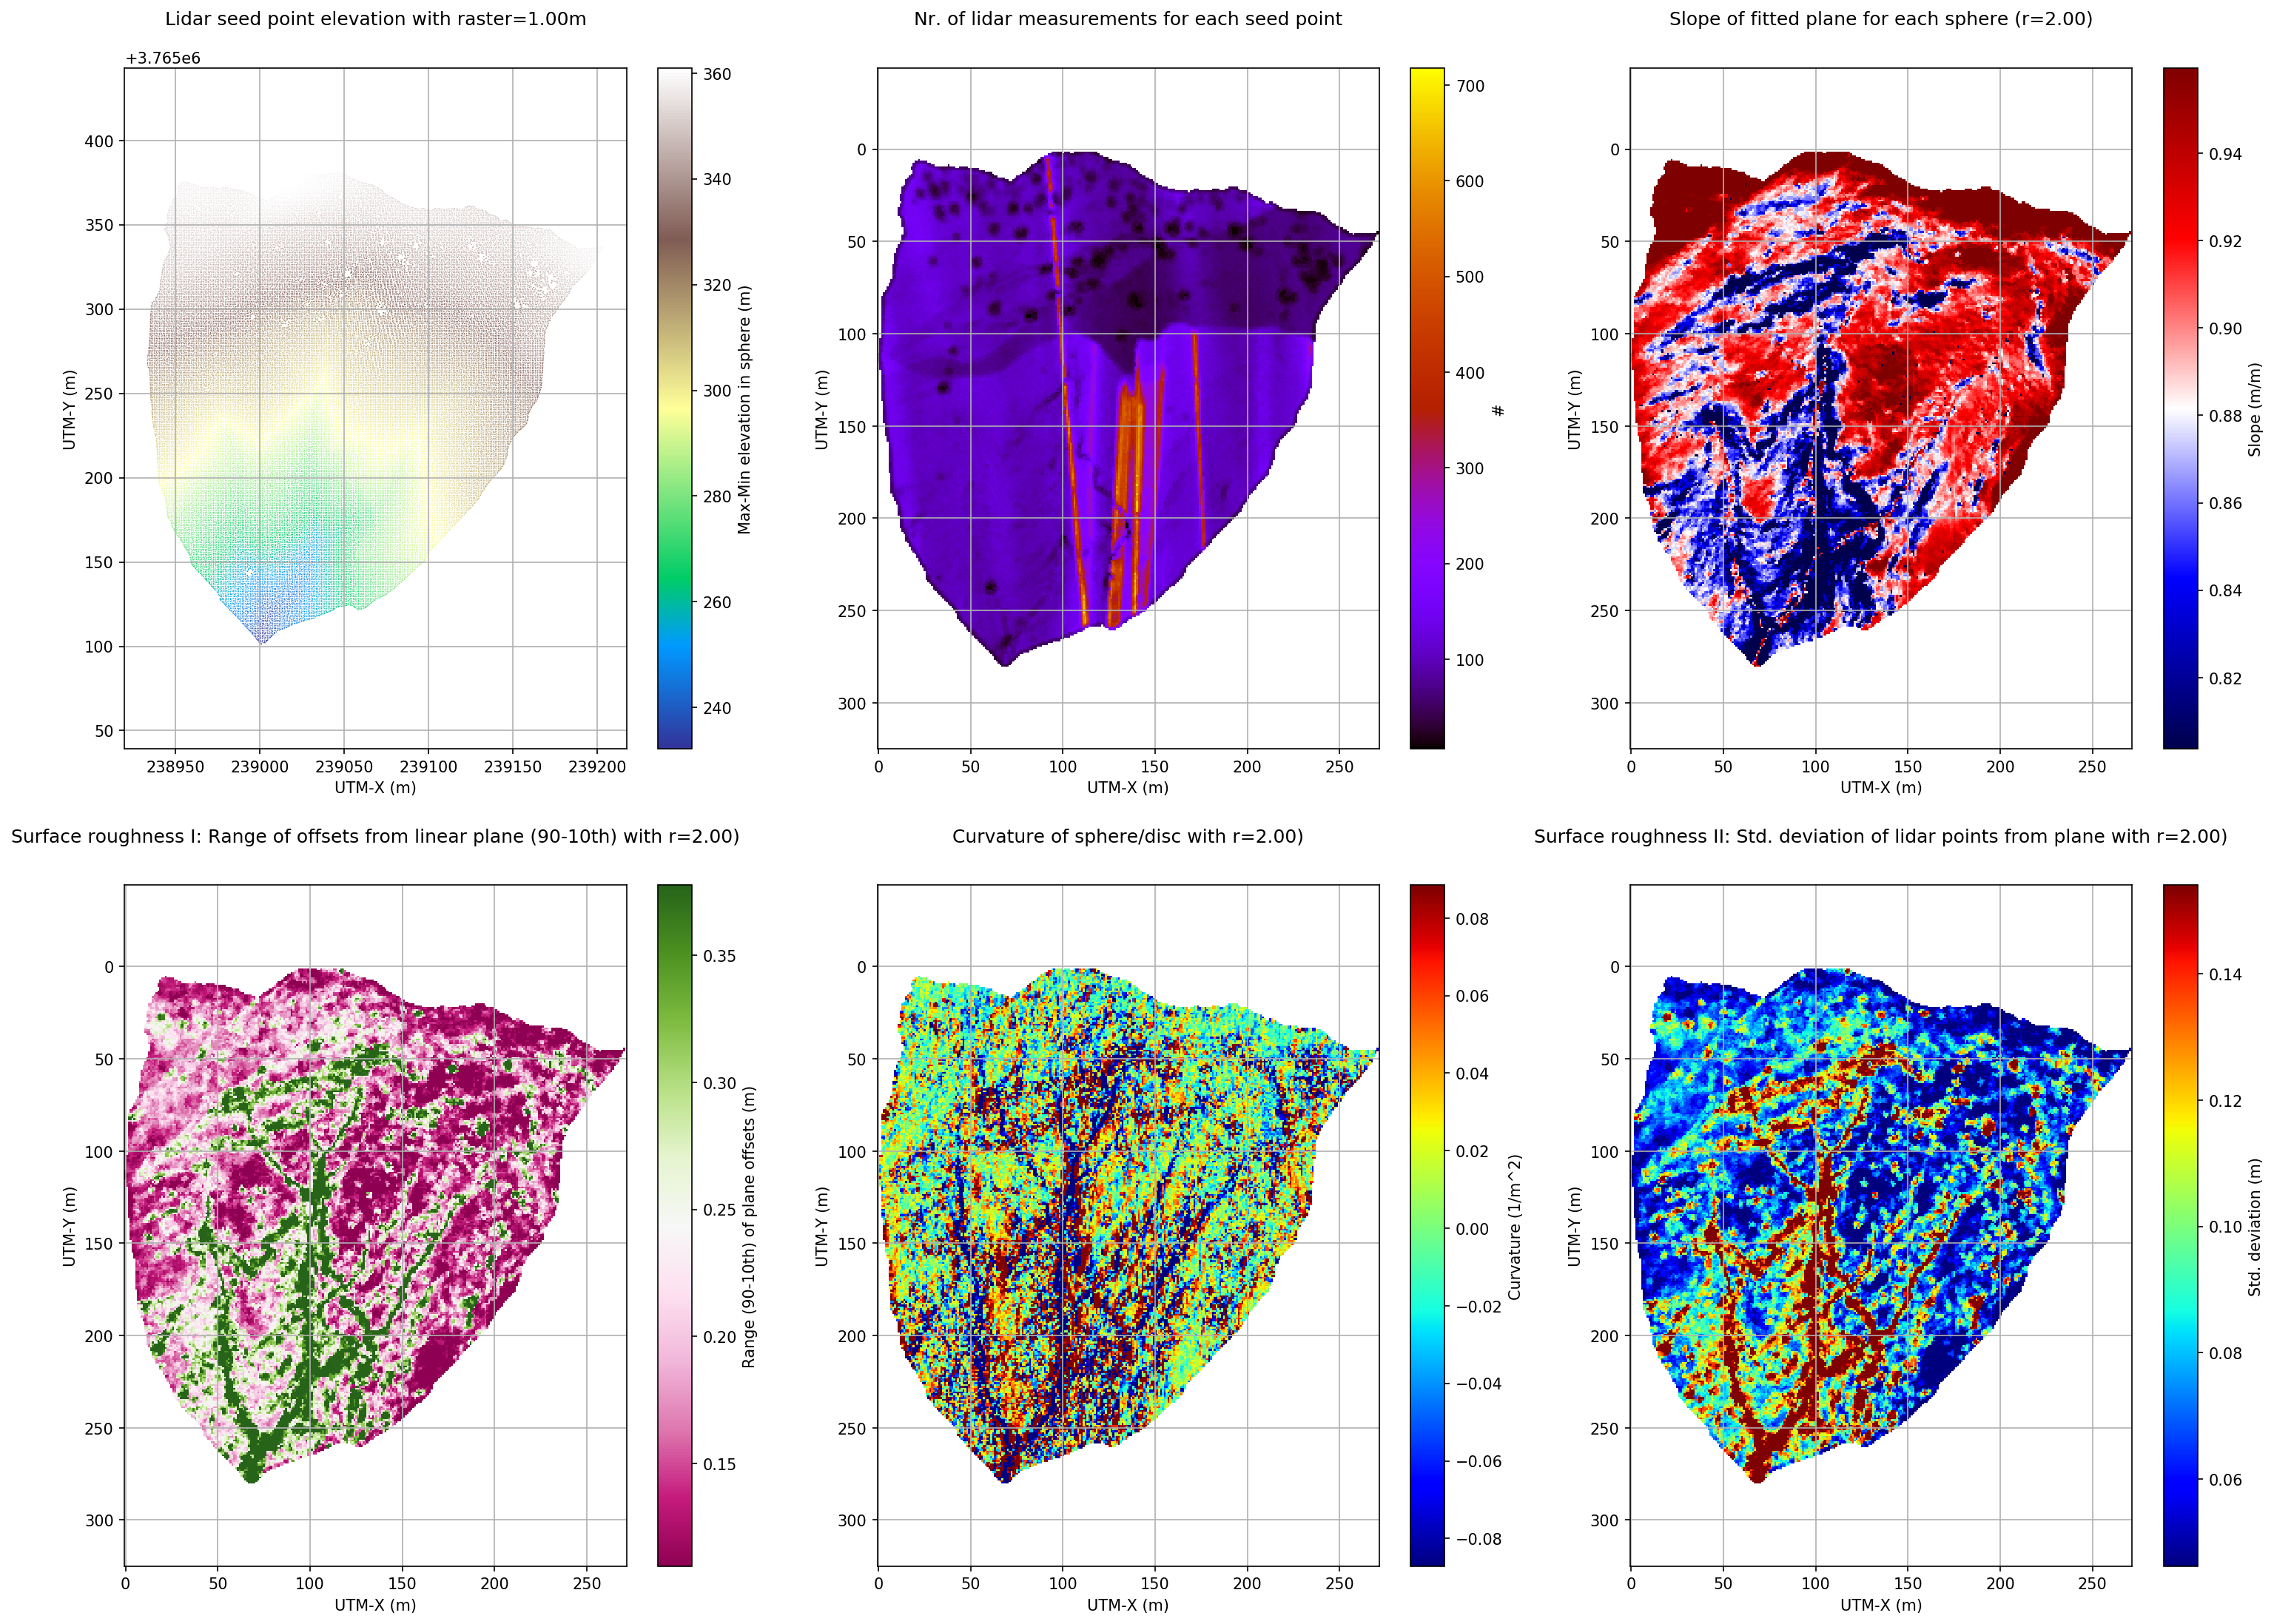 Lidar seed point elevation with raster=1.00m
+3.765e6
400
350
300
250
200
150
100
50
238950 239000 239050 239100 239150 239200
UTM-X (m)
UTM-Y (m)
360
340
320
300
280
260
240
Max-Min elevation in sphere (m)
Nr. of lidar measurements for each seed point
0
50
100
150
200
250
300
0 50 100 150 200 250
UTM-X (m)
UTM-Y (m)
700
600
500
400
300
200
100
#
Slope of fitted plane for each sphere (r=2.00)
0
50
100
150
200
250
300
0 50 100 150 200 250
UTM-X (m)
UTM-Y (m)
0.94
0.92
0.90
0.88
0.86
0.84
0.82
Slope (m/m)
Surface roughness I: Range of offsets from linear plane (90-10th) with r=2.00)
0
50
100
150
200
250
300
0 50 100 150 200 250
UTM-X (m)
UTM-Y (m)
0.35
0.30
0.25
0.20
0.15
Range (90-10th) of plane offsets (m)
Curvature of sphere/disc with r=2.00)
0
50
100
150
200
250
300
0 50 100 150 200 250
UTM-X (m)
UTM-Y (m)
0.08
0.06
0.04
0.02
0.00
−0.02
−0.04
−0.06
−0.08
Curvature (1/m^2)
Surface roughness II: Std. deviation of lidar points from plane with r=2.00)
0
50
100
150
200
250
300
0 50 100 150 200 250
UTM-X (m)
UTM-Y (m)
0.14
0.12
0.10
0.08
0.06
Std. deviation (m)